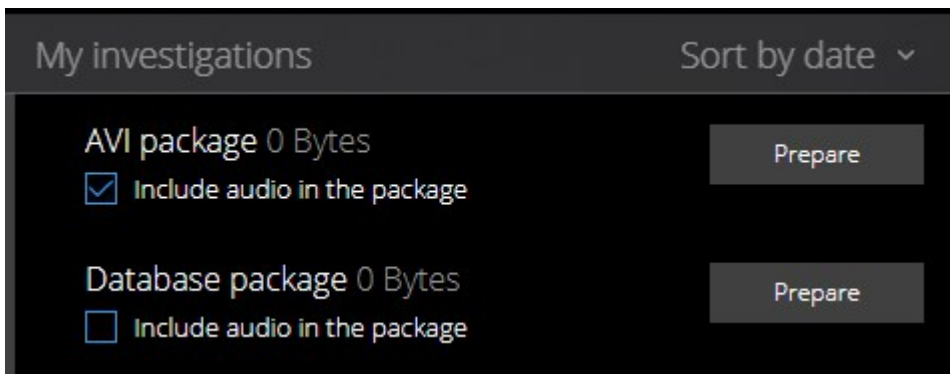 My investigations Sort by date
AVI package 0 Bytes Prepare
Include audio in the package
Database package 0 Bytes Prepare
Include audio in the package